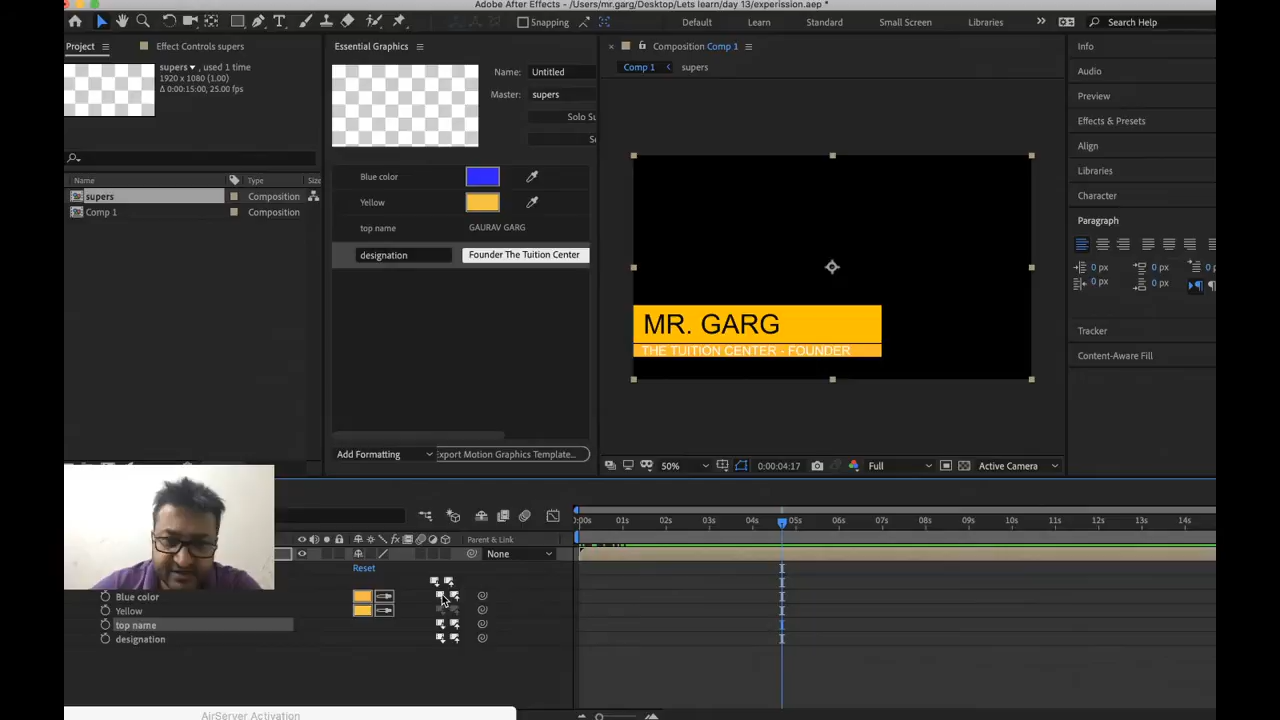 Adobe After Effects - /Users/mr.garg/Desktop/Lets learn/day 13/experission.aep *
Snapping
Default
Learn
Standard
Small Screen
Libraries
Search Help
Project
Effect Controls supers
Essential Graphics
Composition Comp 1
Info
supers , used 1 time
1920 x 1080 (1.00)
Δ 0:00:15:00, 25.00 fps
Name:
Untitled
Master:
supers
Solo Su
Comp 1
supers
Audio
Preview
Effects & Presets
Align
Libraries
Character
Paragraph
Name
Type
Size
supers
Composition
Comp 1
Composition
Blue color
Yellow
top name
GAURAV GARG
designation
Founder The Tuition Center
MR. GARG
THE TUITION CENTER - FOUNDER
0 px
0 px
0 p
0 px
0 px
Tracker
Content-Aware Fill
Add Formatting
xport Motion Graphics Template...
50%
0:00:04:17
Full
Active Camera
0:00s
01s
02s
03s
04s
05s
06s
07s
08s
09s
10s
11s
12s
13s
14s
Parent & Link
None
Reset
Blue color
Yellow
top name
designation
AirServer Activation